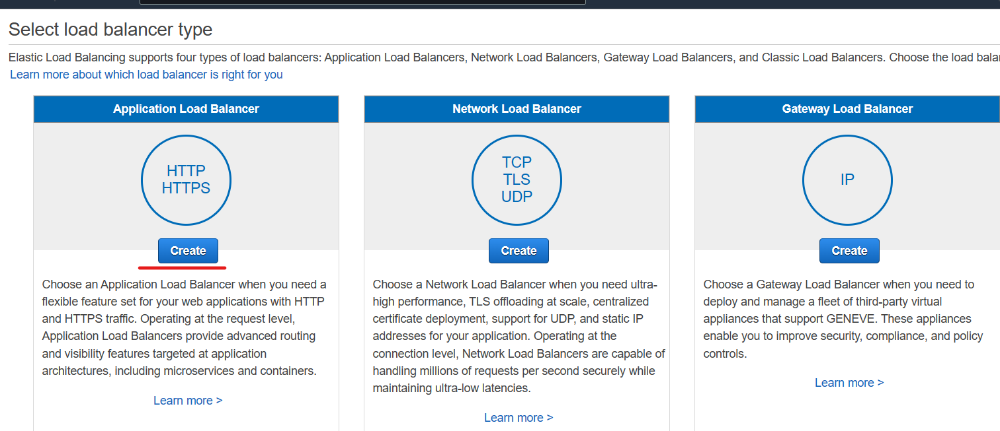 Select load balancer type
Elastic Load Balancing supports four types of load balancers: Application Load Balancers, Network Load Balancers, Gateway Load Balancers, and Classic Load Balancers. Choose the load
Learn more about which load balancer is right for you
Application Load Balancer
HTTP
HTTPS
Create
Choose an Application Load Balancer when you need a
flexible feature set for your web applications with HTTP
and HTTPS traffic. Operating at the request level,
Application Load Balancers provide advanced routing
and visibility features targeted at application
architectures, including microservices and containers.
Learn more >
Network Load Balancer
TCP
TLS
UDP
Create
Choose a Network Load Balancer when you need ultra-
high performance, TLS offloading at scale, centralized
certificate deployment, support for UDP, and static IP
addresses for your application. Operating at the
connection level, Network Load Balancers are capable of
handling millions of requests per second securely while
maintaining ultra-low latencies.
Learn more >
Gateway Load Balancer
IP
Create
Choose a Gateway Load Balancer when you need to
deploy and manage a fleet of third-party virtual
appliances that support GENEVE. These appliances
enable you to improve security, compliance, and policy
controls.
Learn more >